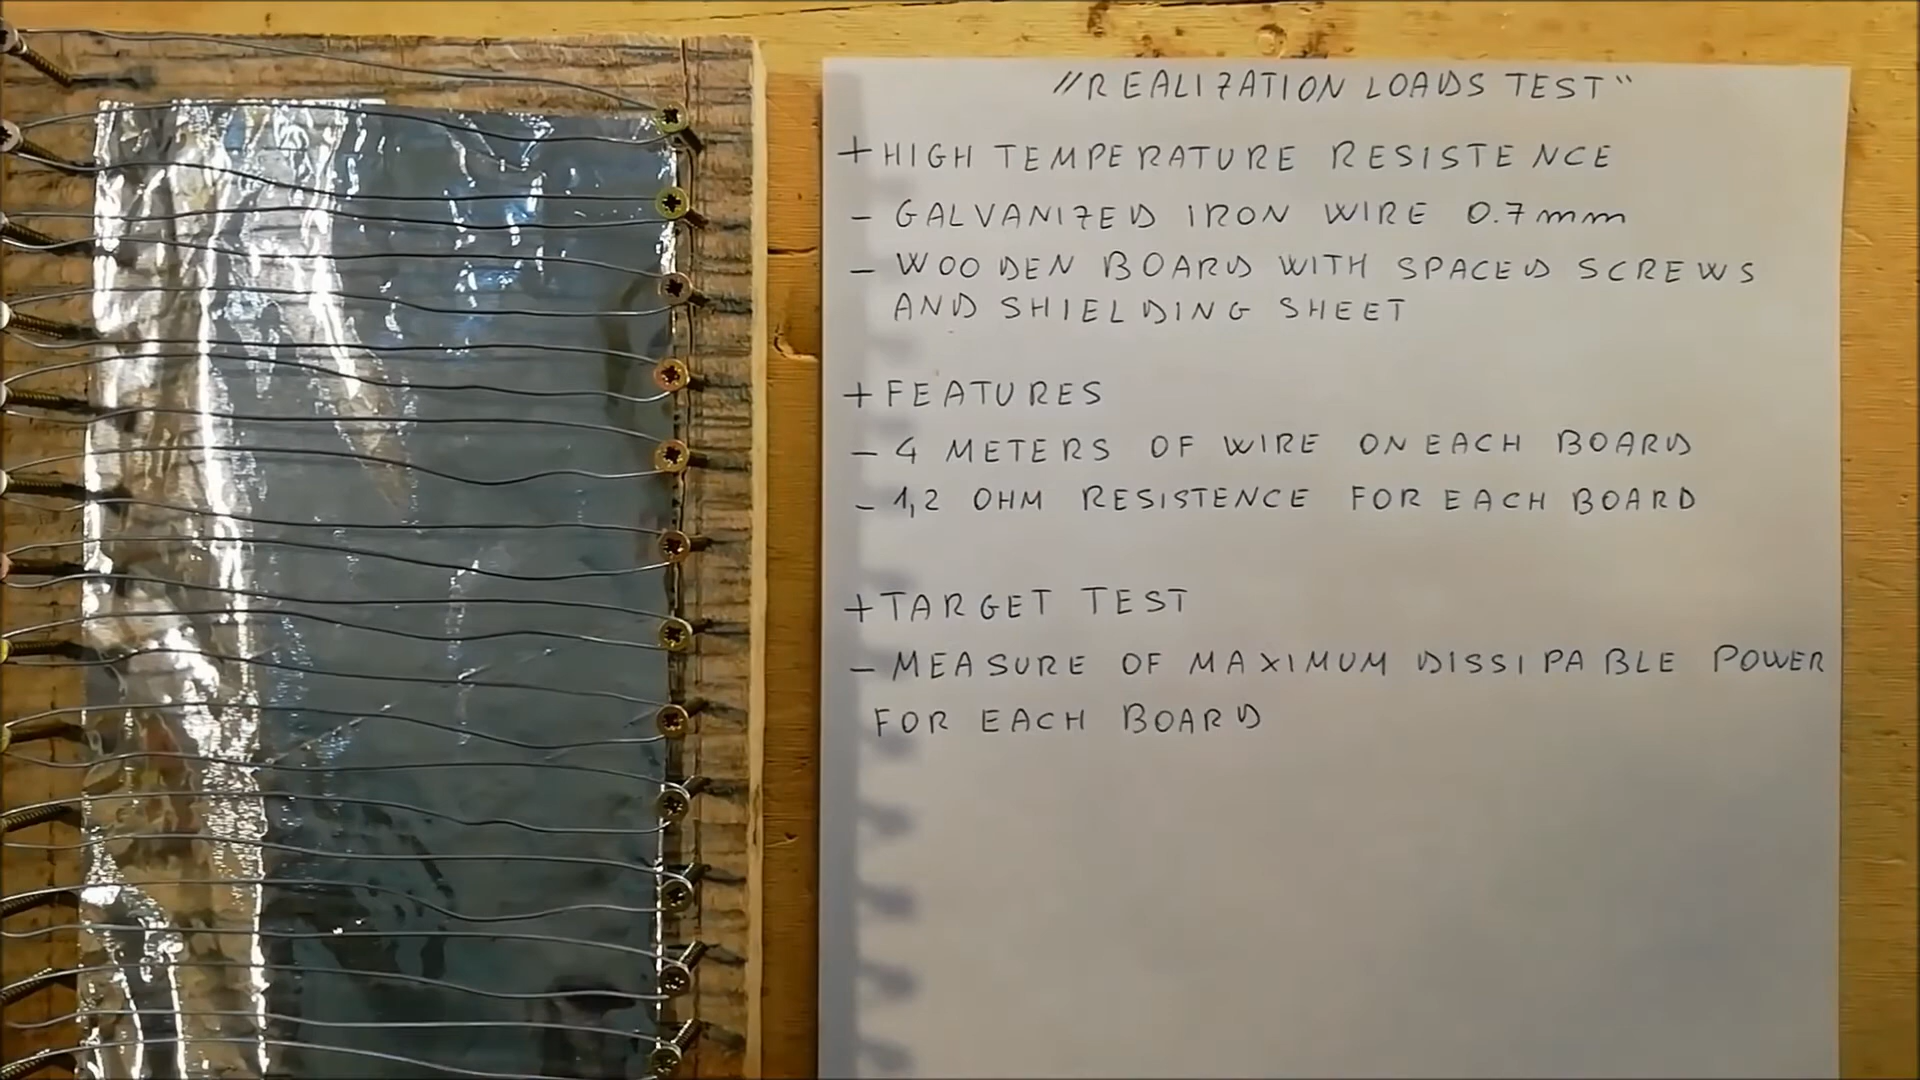 "REALIZATION LOADS TEST"
+ HIGH TEMPERATURE RESISTENCE
- GALVANIZED IRON WIRE 0.7mm
- WOODEN BOARD WITH SPACED SCREWS
AND SHIELDING SHEET
+ FEATURES
- 4 METERS OF WIRE ON EACH BOARD
- 1,2 OHM RESISTENCE FOR EACH BOARD
+ TARGET TEST
- MEASURE OF MAXIMUM DISSIPABLE POWER
FOR EACH BOARD